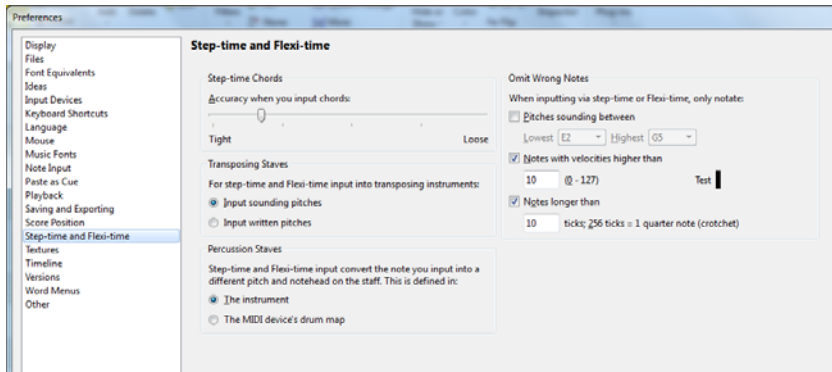 Preferences
Display
Files
Font Equivalents
Ideas
Input Devices
Keyboard Shortcuts
Language
Mouse
Music Fonts
Note Input
Paste as Cue
Playback
Saving and Exporting
Score Position
Step-time and Flexi-time
Textures
Timeline
Versions
Word Menus
Other
Step-time and Flexi-time
Step-time Chords
Accuracy when you input chords:
Tight Loose
Transposing Staves
For step-time and Flexi-time input into transposing instruments:
Input sounding pitches
Input written pitches
Percussion Staves
Step-time and Flexi-time input convert the note you input into a
different pitch and notehead on the staff. This is defined in:
The instrument
The MIDI device's drum map
Omit Wrong Notes
When inputting via step-time or Flexi-time, only notate:
Pitches sounding between
Lowest E2 Highest G5
Notes with velocities higher than
10 (0 - 127) Test
Notes longer than
10 ticks; 256 ticks = 1 quarter note (crotchet)